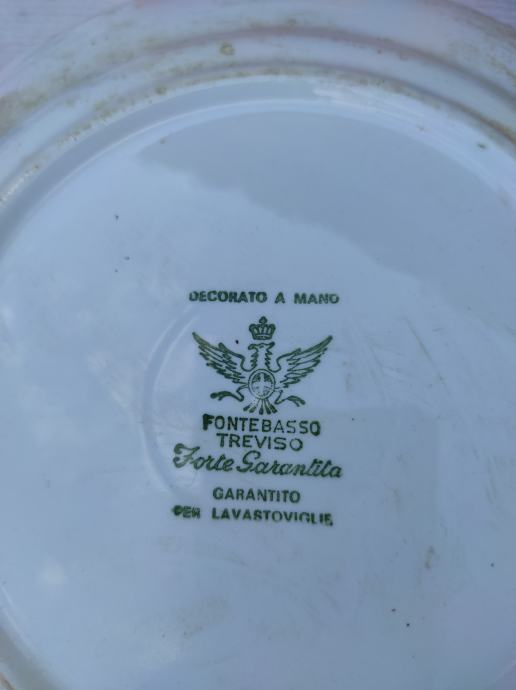 DECORATO A MANO
FONTEBASSO
TREVISO
Forte Garantita
GARANTITO
PER LAVASTOVIGLIE